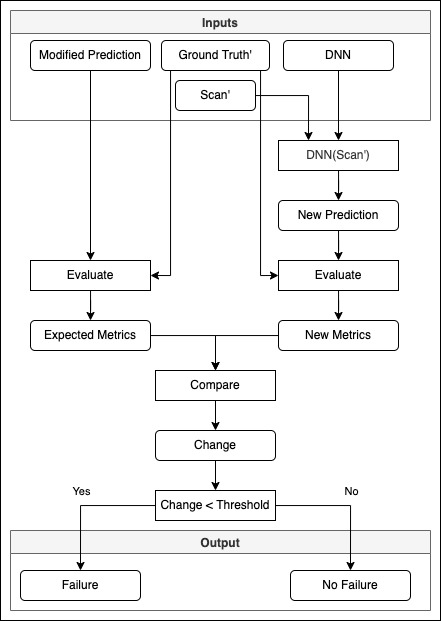 Inputs
Modified Prediction
Ground Truth'
DNN
Scan'
DNN(Scan')
New Prediction
Evaluate
Evaluate
Expected Metrics
New Metrics
Compare
Change
Yes
No
Change < Threshold
Output
Failure
No Failure